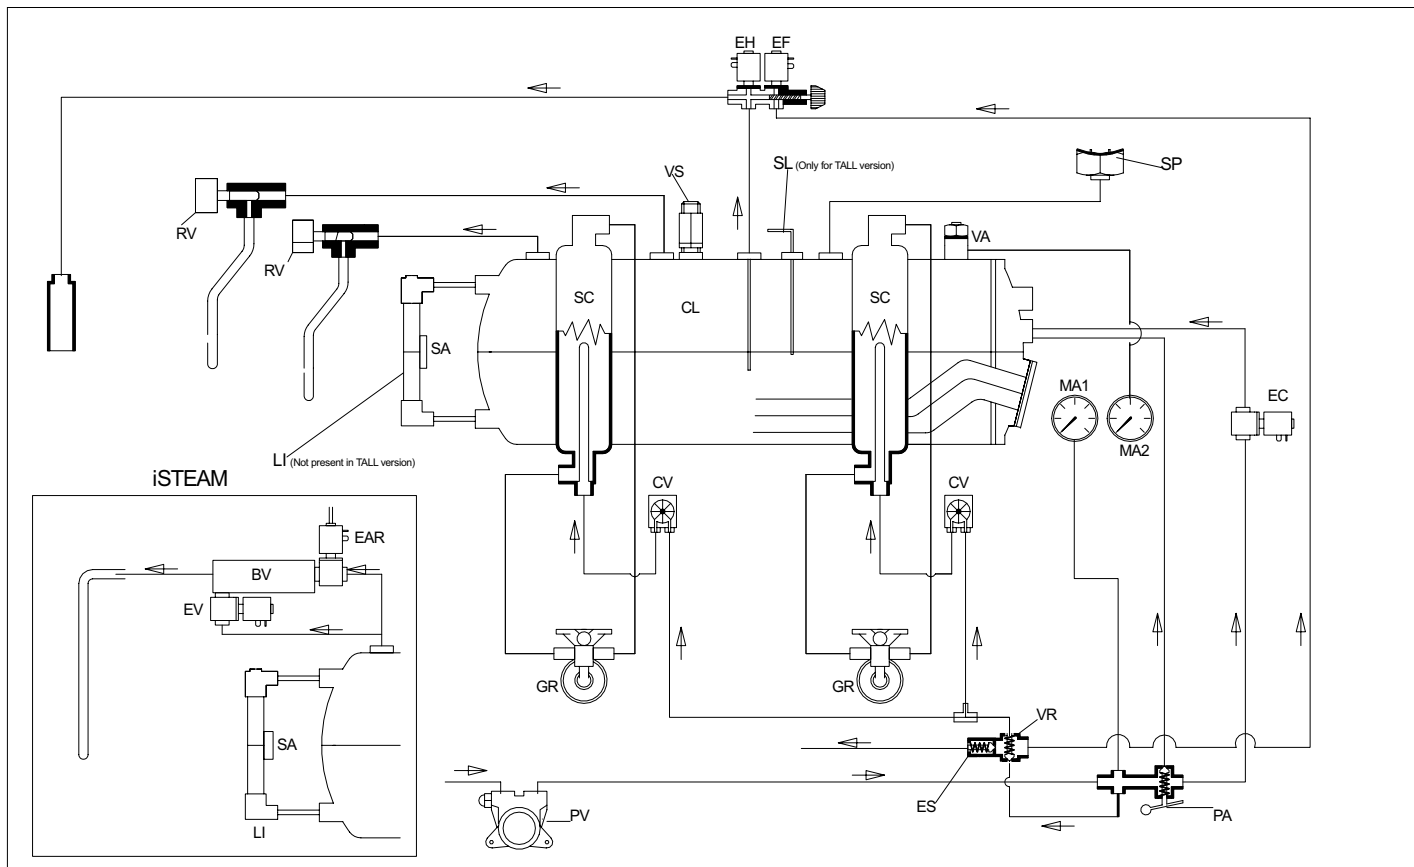 EH EF
SL (Only for TALL version)
SP
VS
RV
VA
RV
SC CL SC
SA
MA1
EC
MA2
LI (Not present in TALL version)
iSTEAM
CV CV
EAR
BV
EV
GR GR
VR
SA
ES
PV PA
LI